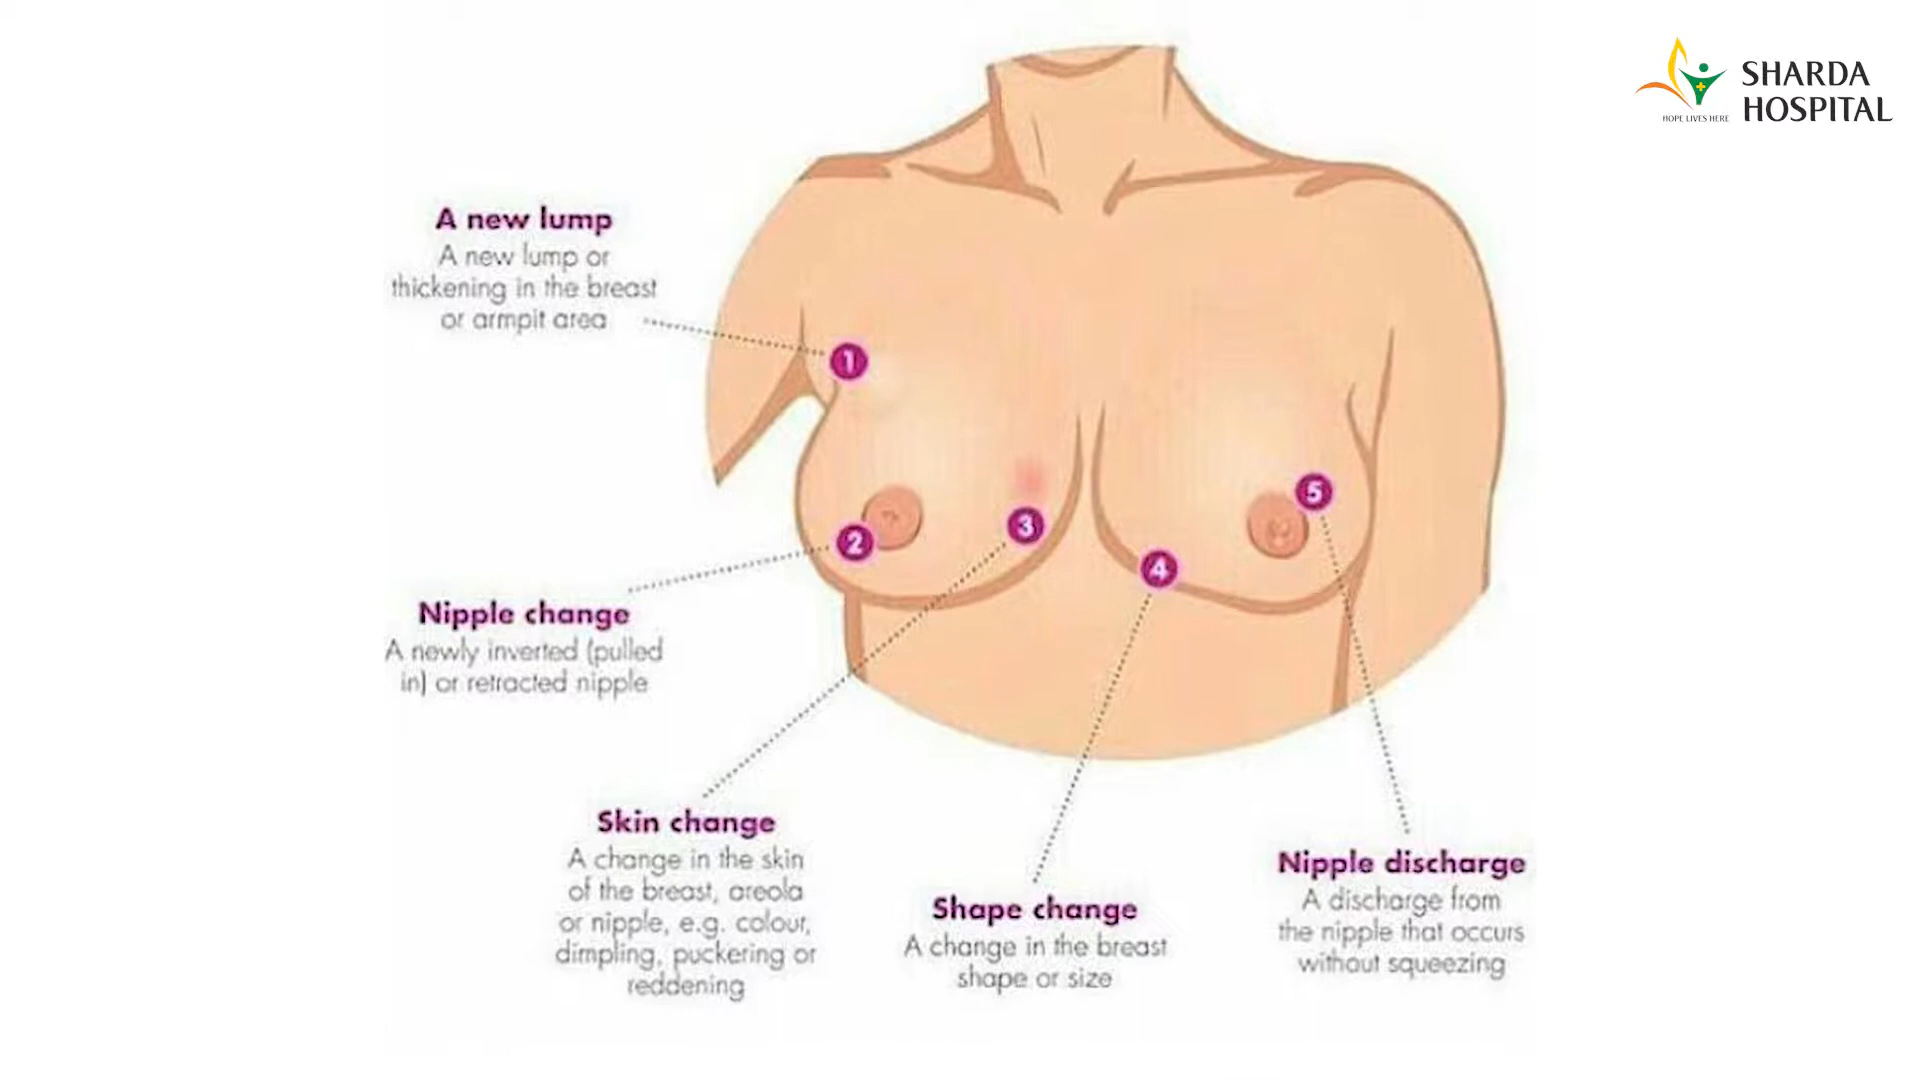 SHARDA
HOSPITAL
HOPE LIVES HERE
A new lump
A new lump or
thickening in the breast
or armpit area
1
2
3
4
5
Nipple change
A newly inverted (pulled
in) or retracted nipple
Skin change
A change in the skin
of the breast, areola
or nipple, e.g. colour,
dimpling, puckering or
reddening
Shape change
A change in the breast
shape or size
Nipple discharge
A discharge from
the nipple that occurs
without squeezing